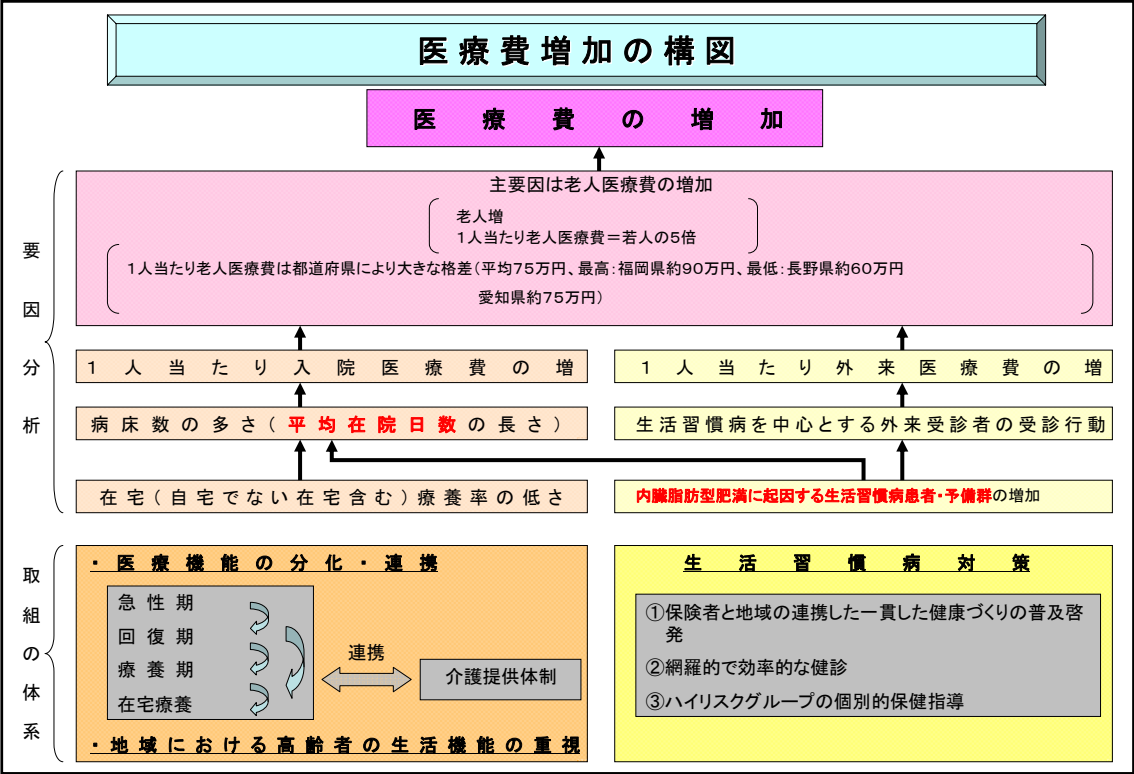 医療費増加の構図
医療費の増加
要因分析
主要因は老人医療費の増加
老人増
1人当たり老人医療費＝若人の5倍
1人当たり老人医療費は都道府県により大きな格差(平均75万円、最高:福岡県約90万円、最低:長野県約60万円
愛知県約75万円)
1人当たり入院医療費の増
1人当たり外来医療費の増
病床数の多さ(平均在院日数の長さ)
生活習慣病を中心とする外来受診者の受診行動
在宅(自宅でない在宅含む)療養率の低さ
内臓脂肪型肥満に起因する生活習慣病患者・予備群の増加
取組の体系
・医療機能の分化・連携
急性期
回復期
療養期
在宅療養
連携
介護提供体制
・地域における高齢者の生活機能の重視
生活習慣病対策
①保険者と地域の連携した一貫した健康づくりの普及啓
発
②網羅的で効率的な健診
③ハイリスクグループの個別的保健指導